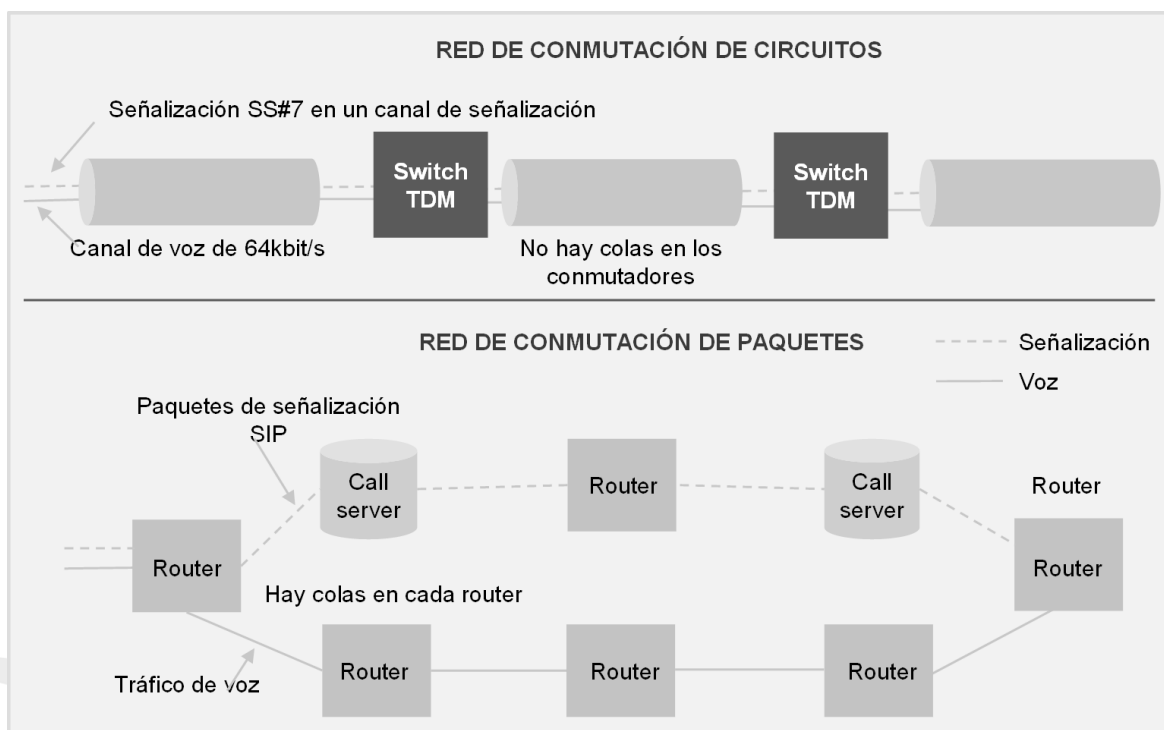 RED DE CONMUTACIÓN DE CIRCUITOS
Señalización SS#7 en un canal de señalización
Switch
TDM
Switch
TDM
Canal de voz de 64kbit/s
No hay colas en los
conmutadores
RED DE CONMUTACIÓN DE PAQUETES
Señalización
Voz
Paquetes de señalización
SIP
Call
server
Router
Call
server
Router
Router
Router
Hay colas en cada router
Router
Router
Router
Tráfico de voz